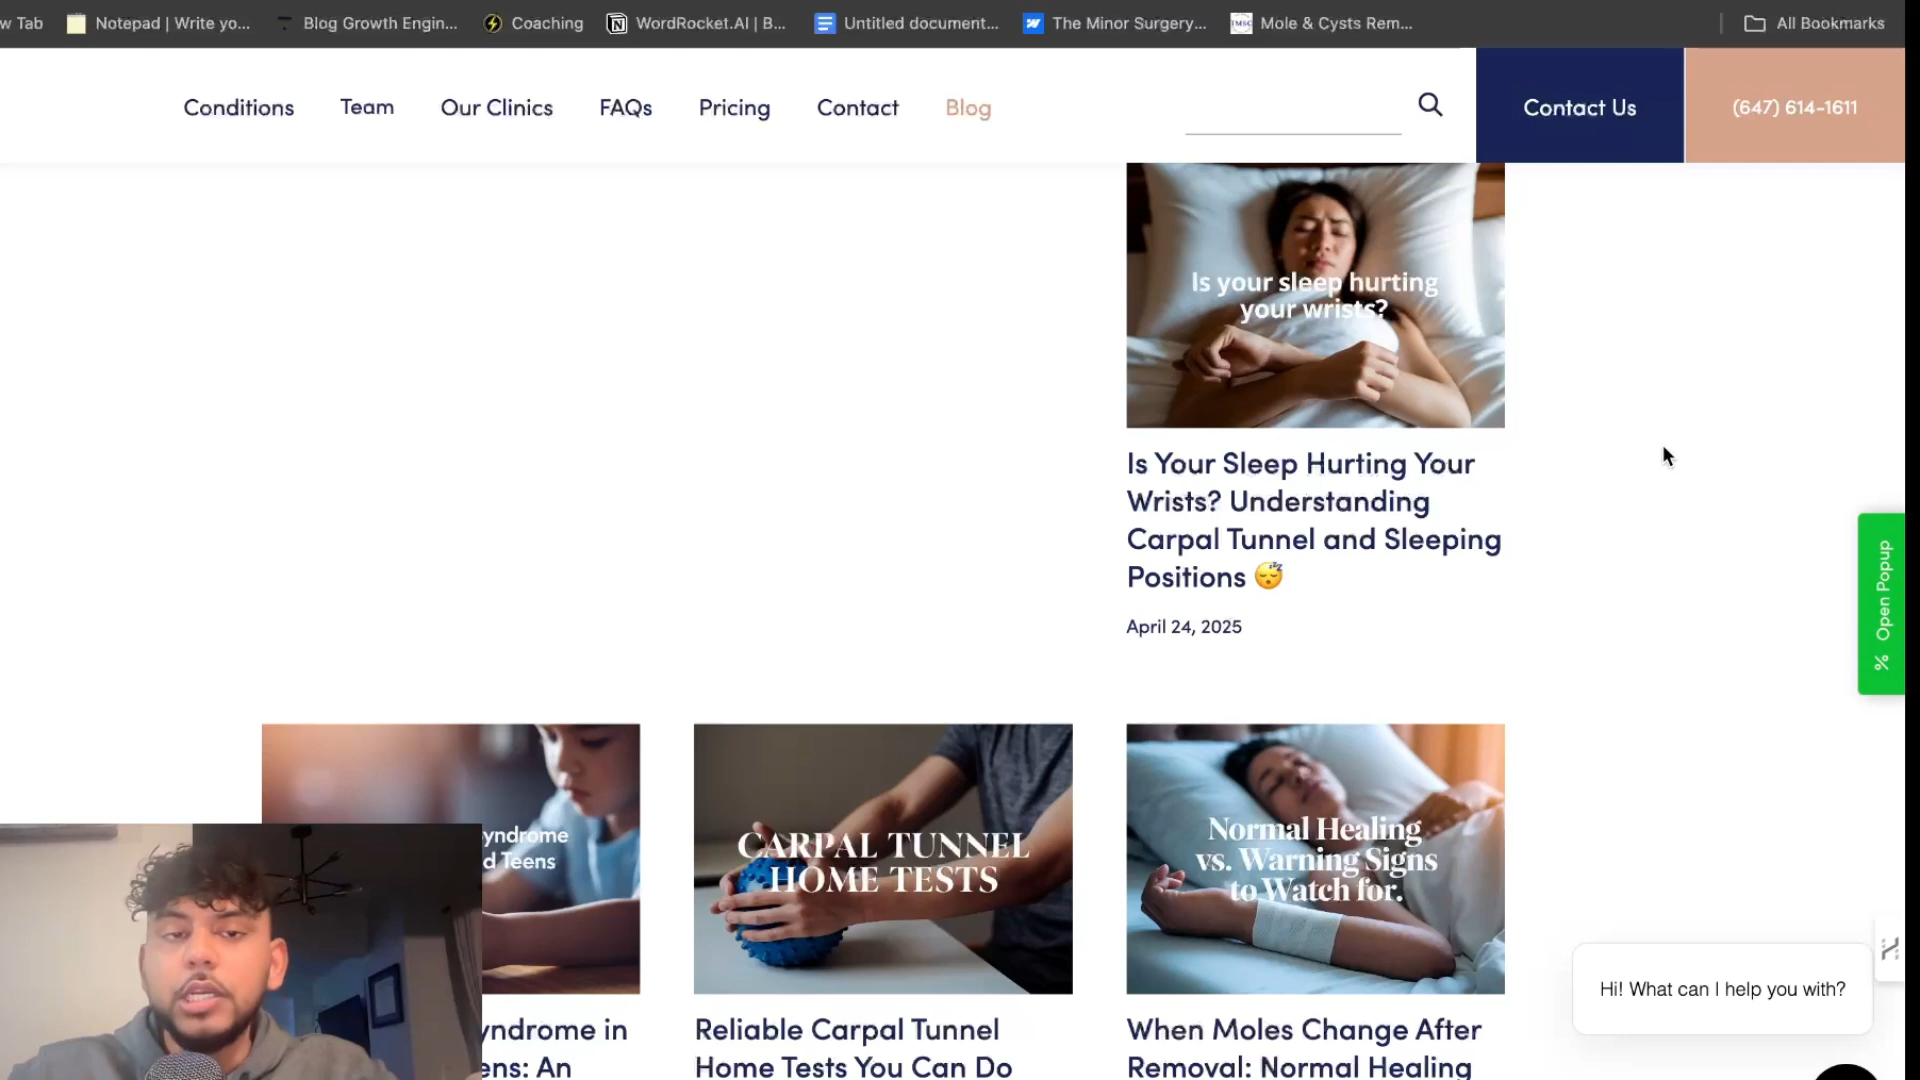 w Tab
Notepad | Write yo...
Blog Growth Engin...
Coaching
WordRocket.AI | B...
Untitled document...
The Minor Surgery...
TMSC
Mole & Cysts Rem...
All Bookmarks
Conditions
Team
Our Clinics
FAQs
Pricing
Contact
Blog
Contact Us
(647) 614-1611
Is your sleep hurting
your wrists?
Is Your Sleep Hurting Your
Wrists? Understanding
Carpal Tunnel and Sleeping
Positions 😴
April 24, 2025
% Open Popup
yndrome
d Teens
CARPAL TUNNEL
HOME TESTS
Normal Healing
vs. Warning Signs
to Watch for.
yndrome in
ens: An
Reliable Carpal Tunnel
Home Tests You Can Do
When Moles Change After
Removal: Normal Healing
Hi! What can I help you with?